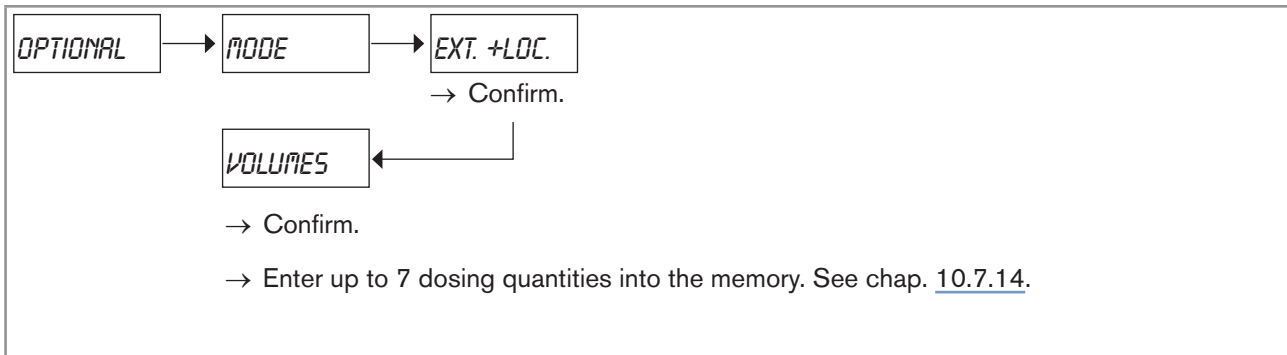 OPTIONAL MODE EXT. +LOC.
→ Confirm.
VOLUMES
→ Confirm.
→ Enter up to 7 dosing quantities into the memory. See chap. 10.7.14.